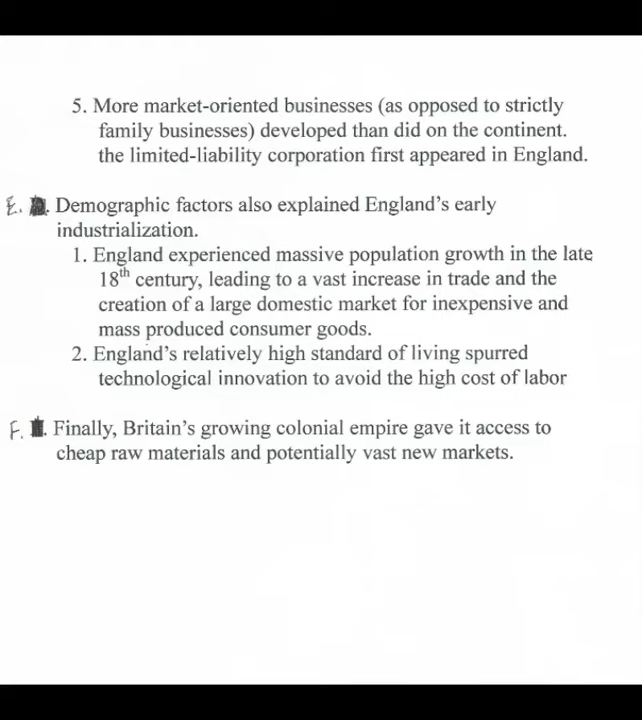 5. More market-oriented businesses (as opposed to strictly
family businesses) developed than did on the continent.
the limited-liability corporation first appeared in England.
E. . Demographic factors also explained England's early
industrialization.
1. England experienced massive population growth in the late
18th century, leading to a vast increase in trade and the
creation of a large domestic market for inexpensive and
mass produced consumer goods.
2. England's relatively high standard of living spurred
technological innovation to avoid the high cost of labor
F. . Finally, Britain's growing colonial empire gave it access to
cheap raw materials and potentially vast new markets.